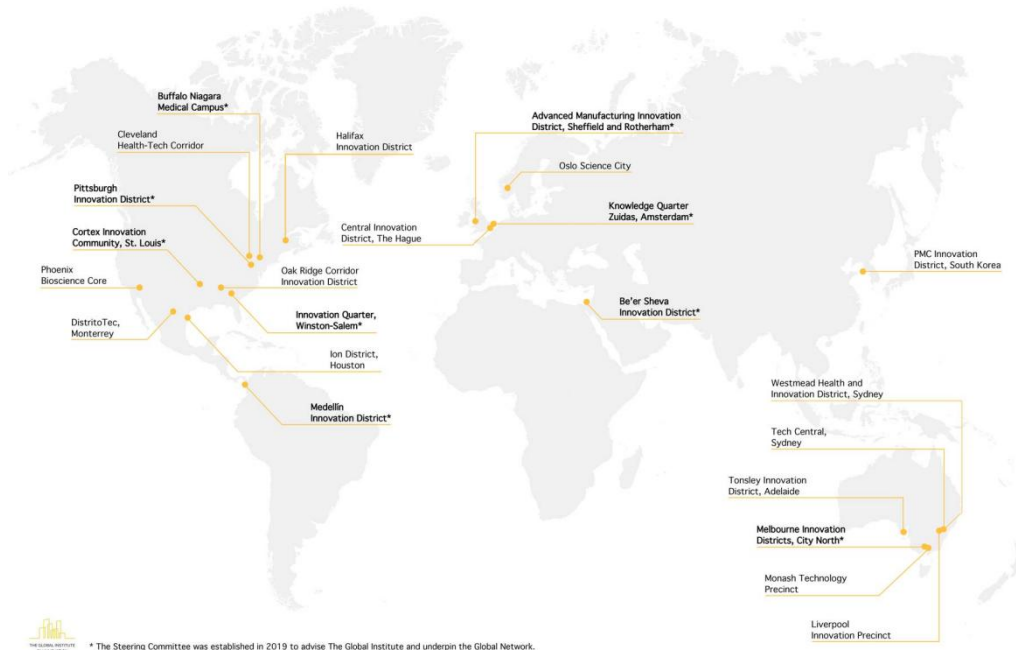 Buffalo Niagara
Medical Campus*
Cleveland
Health-Tech Corridor
Halifax
Innovation District
Pittsburgh
Innovation District*
Cortex Innovation
Community, St. Louis*
Phoenix
Bioscience Core
Oak Ridge Corridor
Innovation District
DistritoTec,
Monterrey
Innovation Quarter,
Winston-Salem*
Ion District,
Houston
Medellín
Innovation District*
Advanced Manufacturing Innovation
District, Sheffield and Rotherham*
Oslo Science City
Knowledge Quarter
Zuidas, Amsterdam*
Central Innovation
District, The Hague
Be'er Sheva
Innovation District*
PMC Innovation
District, South Korea
Westmead Health and
Innovation District, Sydney
Tech Central,
Sydney
Tonsley Innovation
District, Adelaide
Melbourne Innovation
Districts, City North*
Monash Technology
Precinct
Liverpool
Innovation Precinct
THE GLOBAL INSTITUTE
* The Steering Committee was established in 2019 to advise The Global Institute and underpin the Global Network.